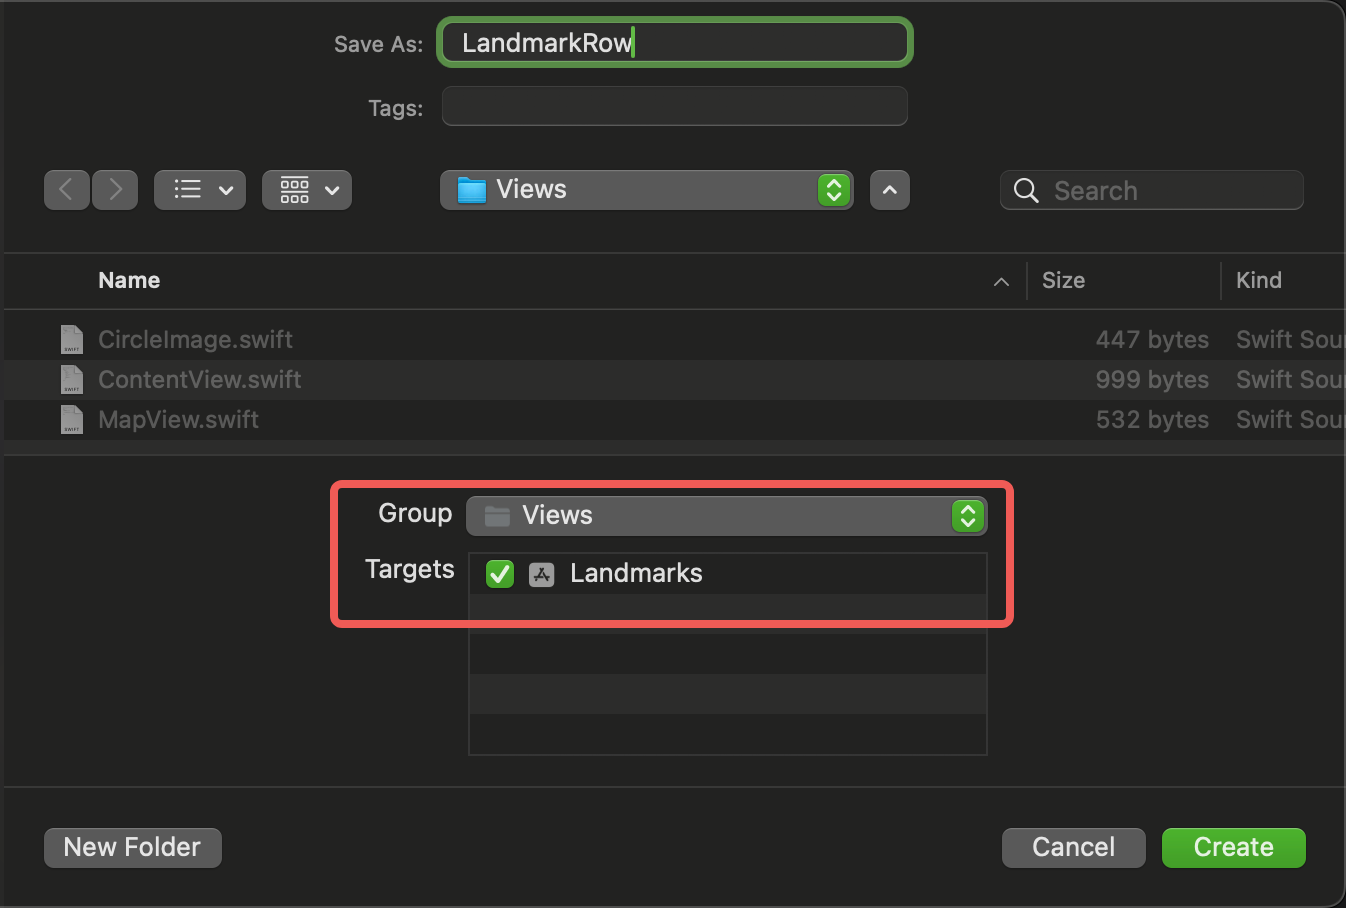 Save As: LandmarkRow
Tags:
Views
Search
Name Size Kind
CircleImage.swift 447 bytes Swift Sou
ContentView.swift 999 bytes Swift Sou
MapView.swift 532 bytes Swift Sou
Group Views
Targets Landmarks
New Folder Cancel Create